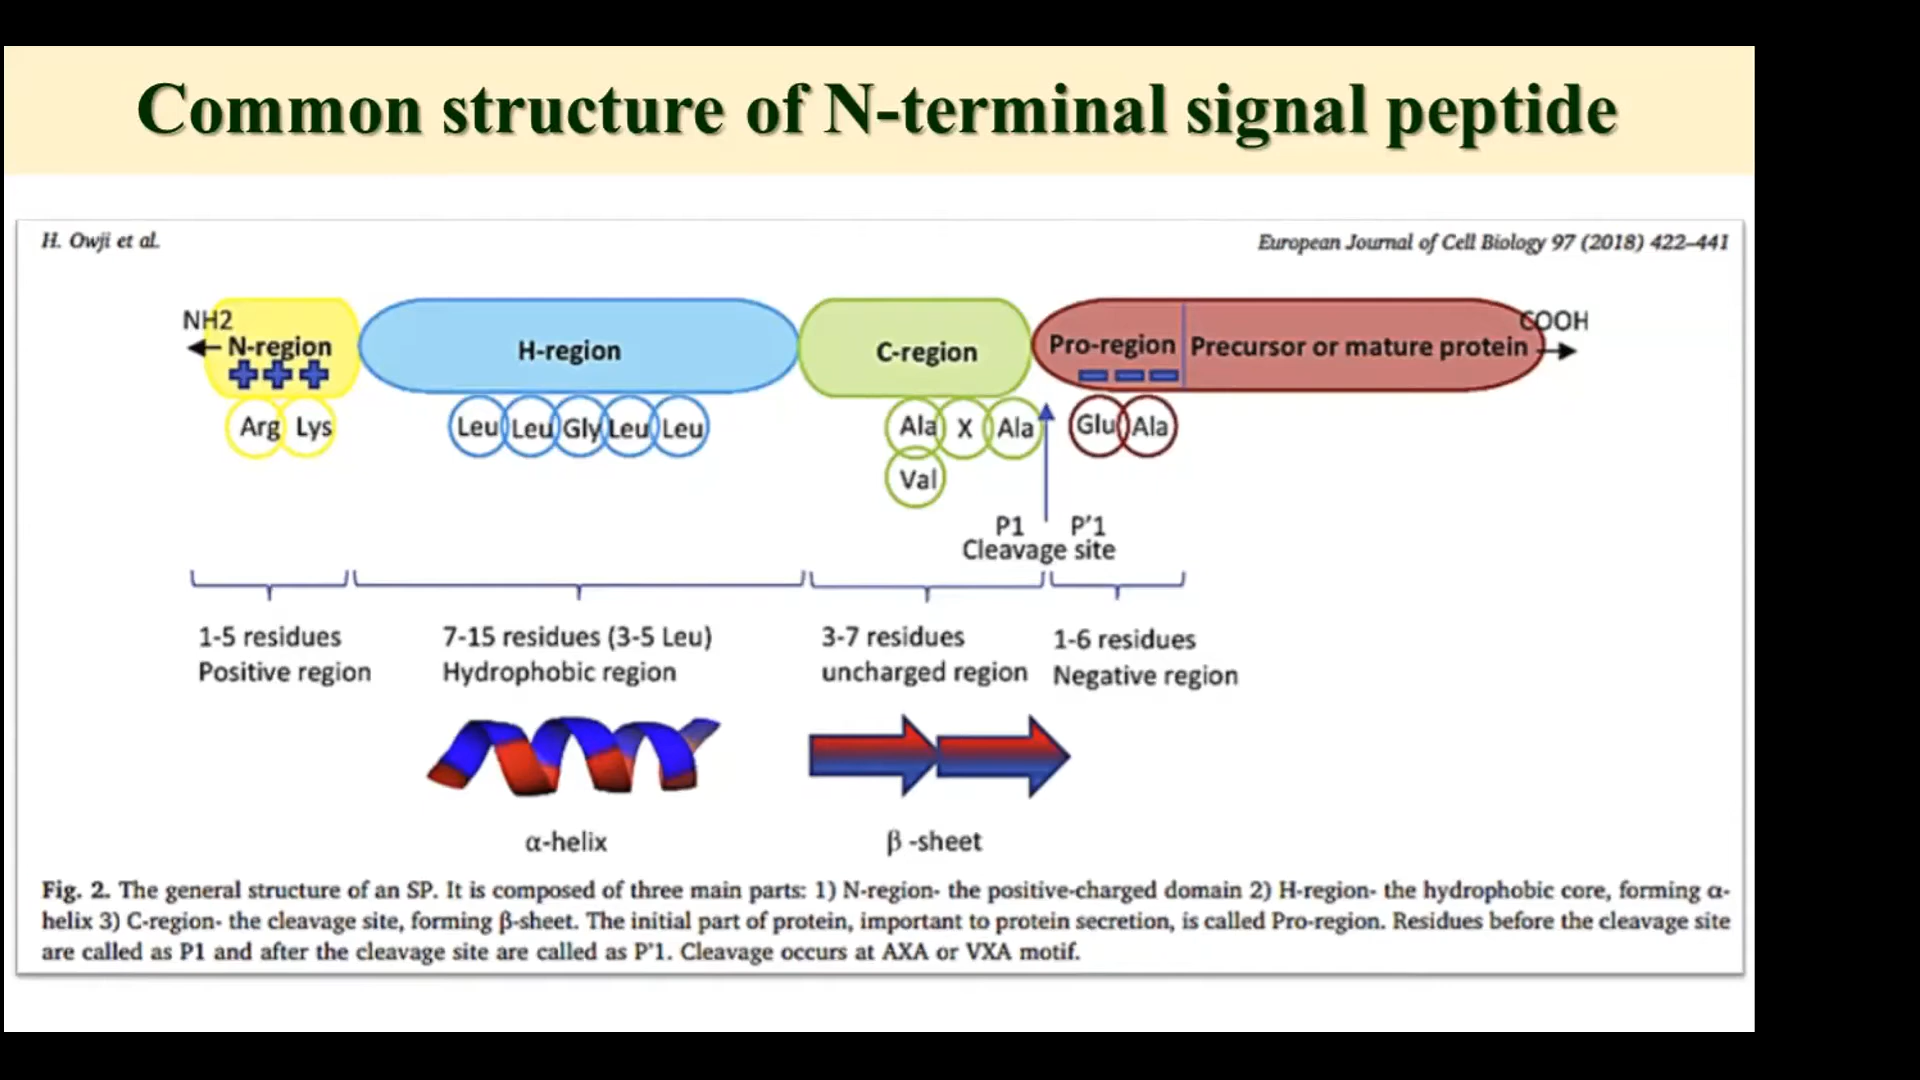 Common structure of N-terminal signal peptide
H. Owji et al.
European Journal of Cell Biology 97 (2018) 422–441
NH2
COOH
N-region
H-region
C-region
Pro-region
Precursor or mature protein
Arg Lys
Leu Leu Gly Leu Leu
Ala X Ala
Val
Glu Ala
P1 P'1
Cleavage site
1-5 residues
Positive region
7-15 residues (3-5 Leu)
Hydrophobic region
3-7 residues
uncharged region
1-6 residues
Negative region
α-helix
β -sheet
Fig. 2. The general structure of an SP. It is composed of three main parts: 1) N-region- the positive-charged domain 2) H-region- the hydrophobic core, forming α-
helix 3) C-region- the cleavage site, forming β-sheet. The initial part of protein, important to protein secretion, is called Pro-region. Residues before the cleavage site
are called as P1 and after the cleavage site are called as P'1. Cleavage occurs at AXA or VXA motif.